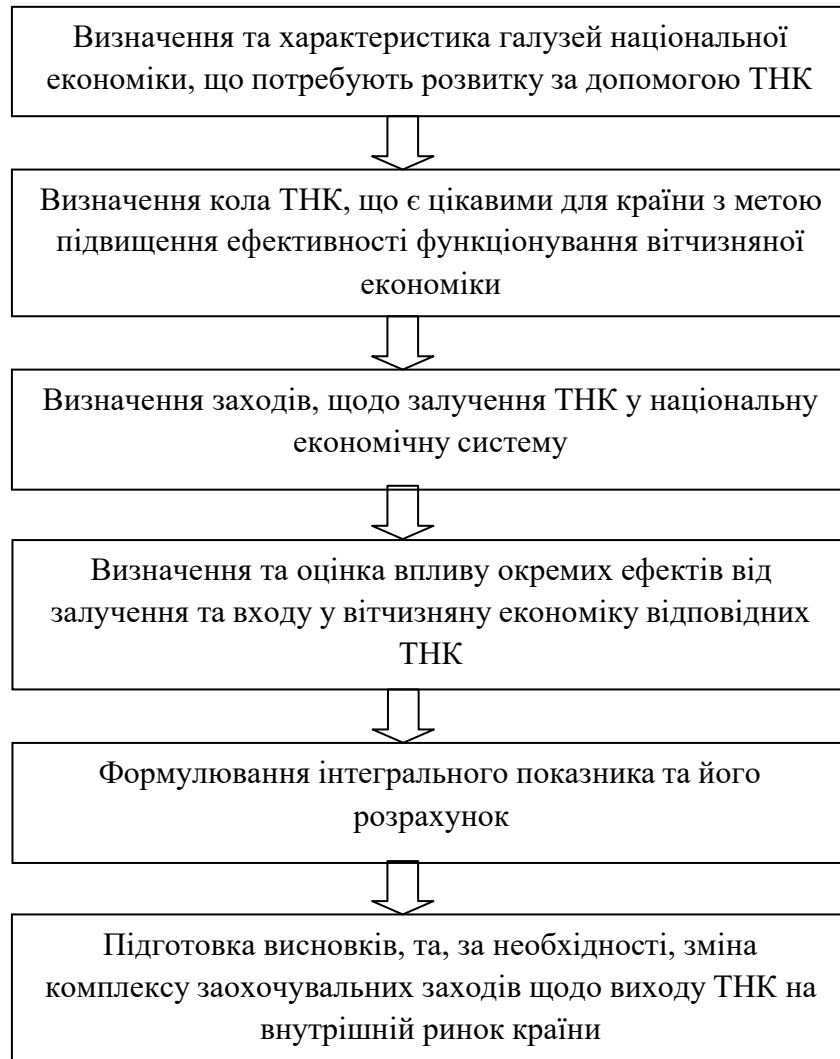 Визначення та характеристика галузей національної
економіки, що потребують розвитку за допомогою ТНК
Визначення кола ТНК, що є цікавими для країни з метою
підвищення ефективності функціонування вітчизняної
економіки
Визначення заходів, щодо залучення ТНК у національну
економічну систему
Визначення та оцінка впливу окремих ефектів від
залучення та входу у вітчизняну економіку відповідних
ТНК
Формулювання інтегрального показника та його
розрахунок
Підготовка висновків, та, за необхідності, зміна
комплексу заохочувальних заходів щодо виходу ТНК на
внутрішній ринок країни